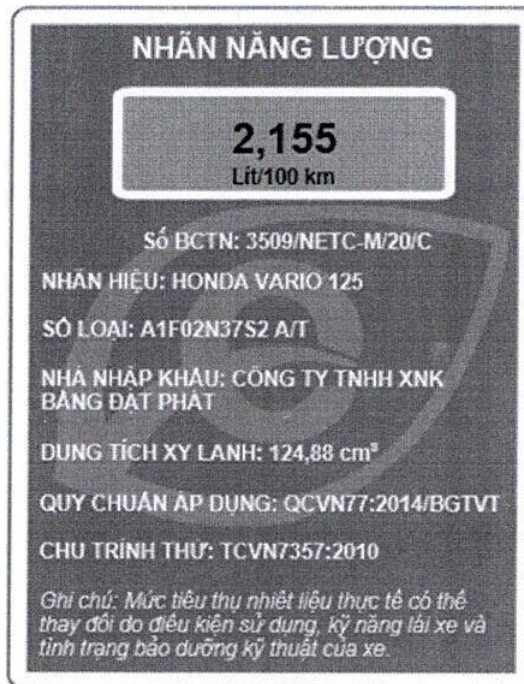 NHÃN NĂNG LƯỢNG
2,155
Lít/100 km
Số BCTN: 3509/NETC-M/20/C
NHÃN HIỆU: HONDA VARIO 125
SỐ LOẠI: A1F02N37S2 A/T
NHÀ NHẬP KHẨU: CÔNG TY TNHH XNK
BẰNG ĐẠT PHÁT
DUNG TÍCH XY LANH: 124,88 cm³
QUY CHUẨN ÁP DỤNG: QCVN77:2014/BGTVT
CHU TRÌNH THỬ: TCVN7357:2010
Ghi chú: Mức tiêu thụ nhiêt liệu thực tế có thể
thay đổi do điều kiện sử dụng, kỹ năng lái xe và
tình trạng bảo dưỡng kỹ thuật của xe.